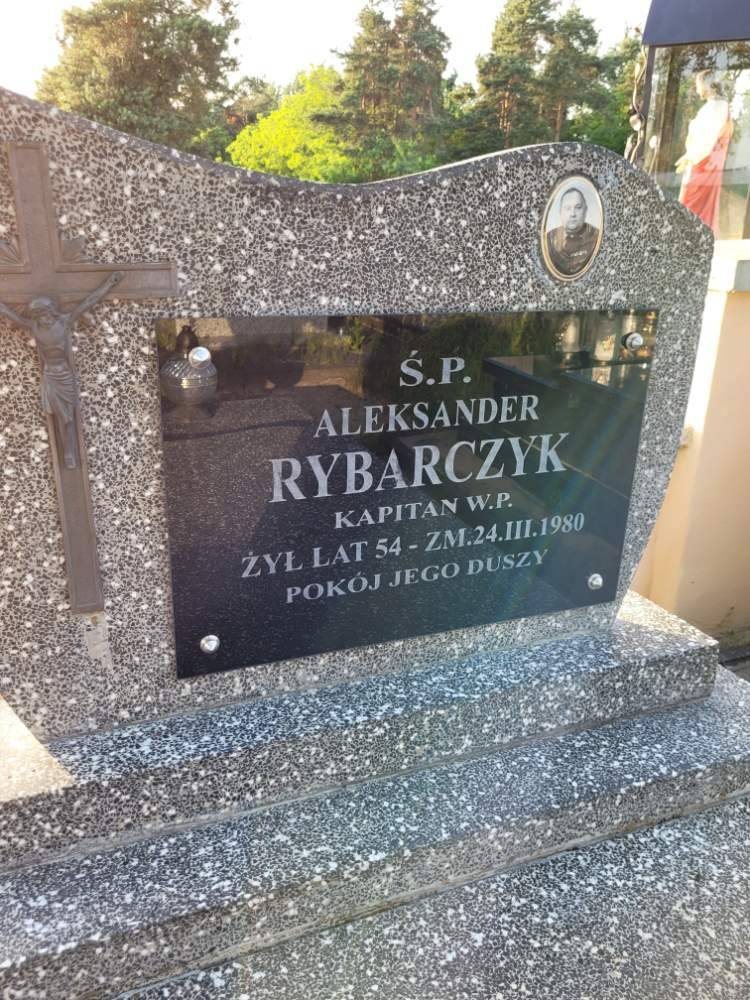 Ś.P.
ALEKSANDER
RYBARCZYK
KAPITAN W.P.
ŻYŁ LAT 54 - ZM.24.III.1980
POKÓJ JEGO DUSZY